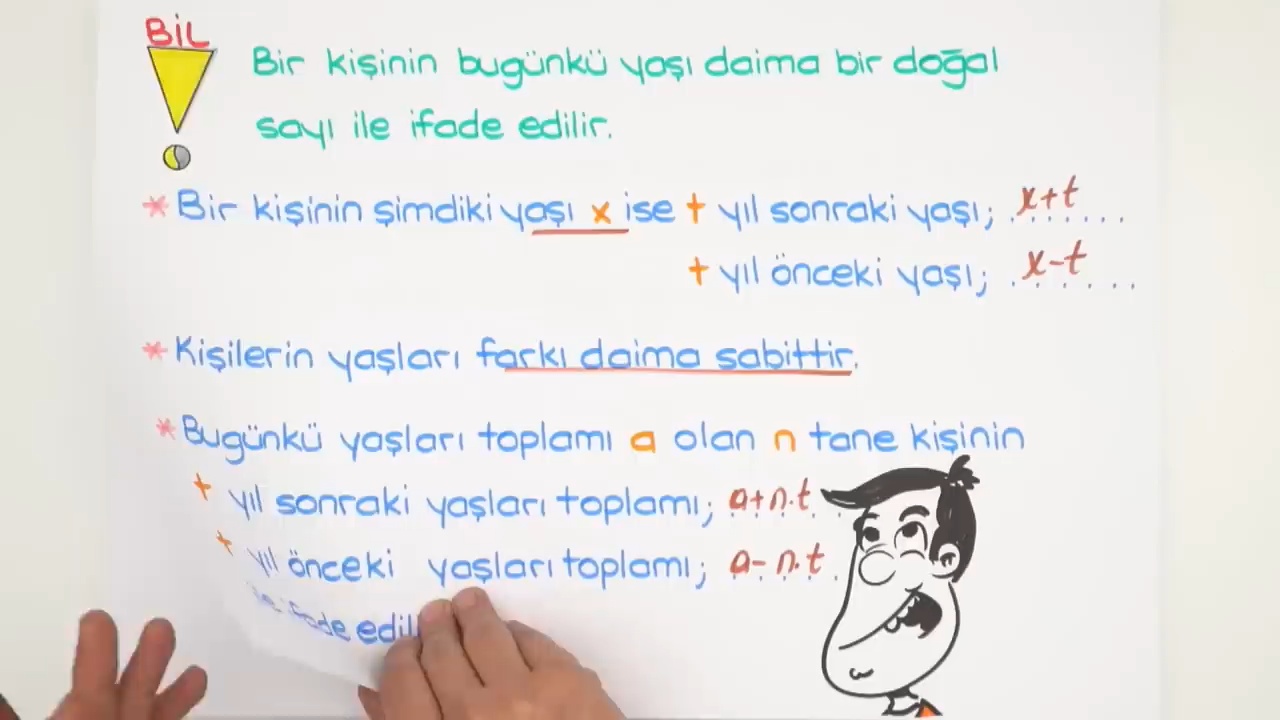 BİL
Bir kişinin bugünkü yaşı daima bir doğal
sayı ile ifade edilir.
* Bir kişinin şimdiki yaşı x ise t yıl sonraki yaşı; x+t
t yıl önceki yaşı; x-t
* Kişilerin yaşları farkı daima sabittir.
* Bugünkü yaşları toplamı a olan n tane kişinin
t yıl sonraki yaşları toplamı; a+n.t
t yıl önceki yaşları toplamı; a-n.t
ifade